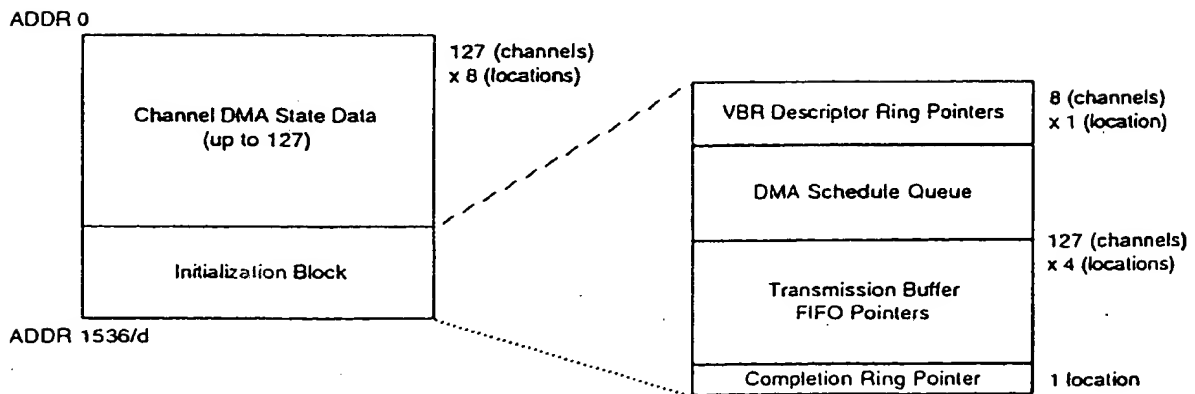 ADDR 0
127 (channels)
x 8 (locations)
Channel DMA State Data
(up to 127)
Initialization Block
ADDR 1536/d
VBR Descriptor Ring Pointers
8 (channels)
x 1 (location)
DMA Schedule Queue
127 (channels)
x 4 (locations)
Transmission Buffer
FIFO Pointers
Completion Ring Pointer
1 location